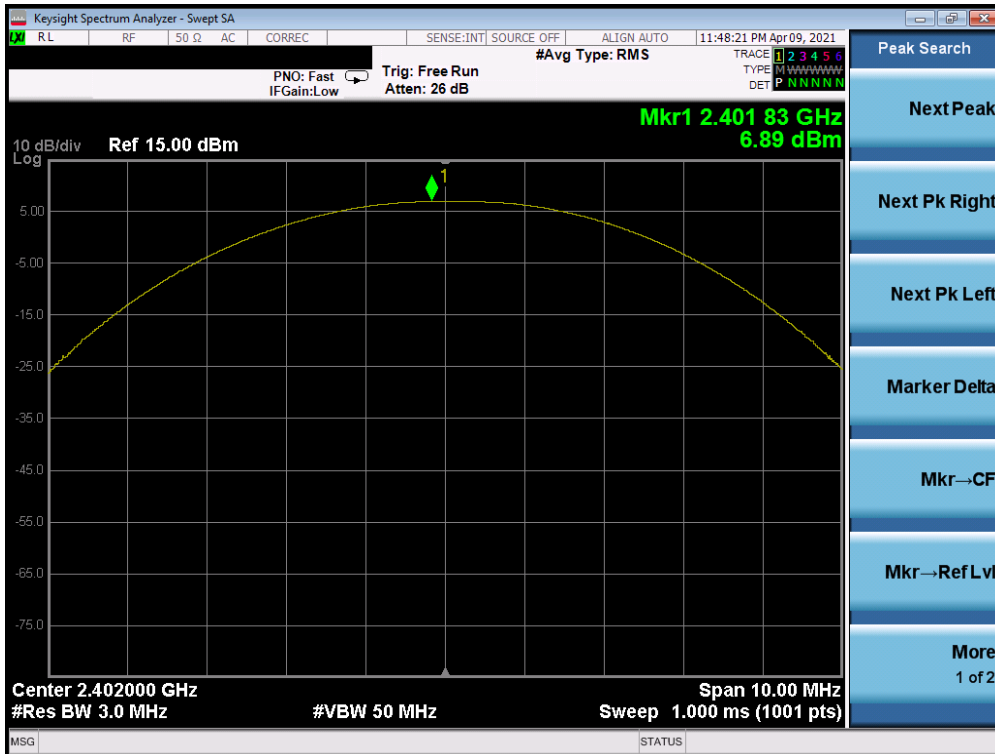 Keysight Spectrum Analyzer - Swept SA
LXI RL RF 50 Ω AC CORREC SENSE:INT SOURCE OFF ALIGN AUTO 11:48:21 PM Apr 09, 2021
#Avg Type: RMS TRACE 1 2 3 4 5 6
PNO: Fast Trig: Free Run TYPE M WWWWW
IFGain:Low Atten: 26 dB DET P N N N N N
Peak Search
Mkr1 2.401 83 GHz
6.89 dBm
10 dB/div Ref 15.00 dBm
Log
1
5.00
-5.00
-15.0
-25.0
-35.0
-45.0
-55.0
-65.0
-75.0
Center 2.402000 GHz Span 10.00 MHz
#Res BW 3.0 MHz #VBW 50 MHz Sweep 1.000 ms (1001 pts)
MSG STATUS
Next Peak
Next Pk Right
Next Pk Left
Marker Delta
Mkr→CF
Mkr→Ref Lvl
More
1 of 2